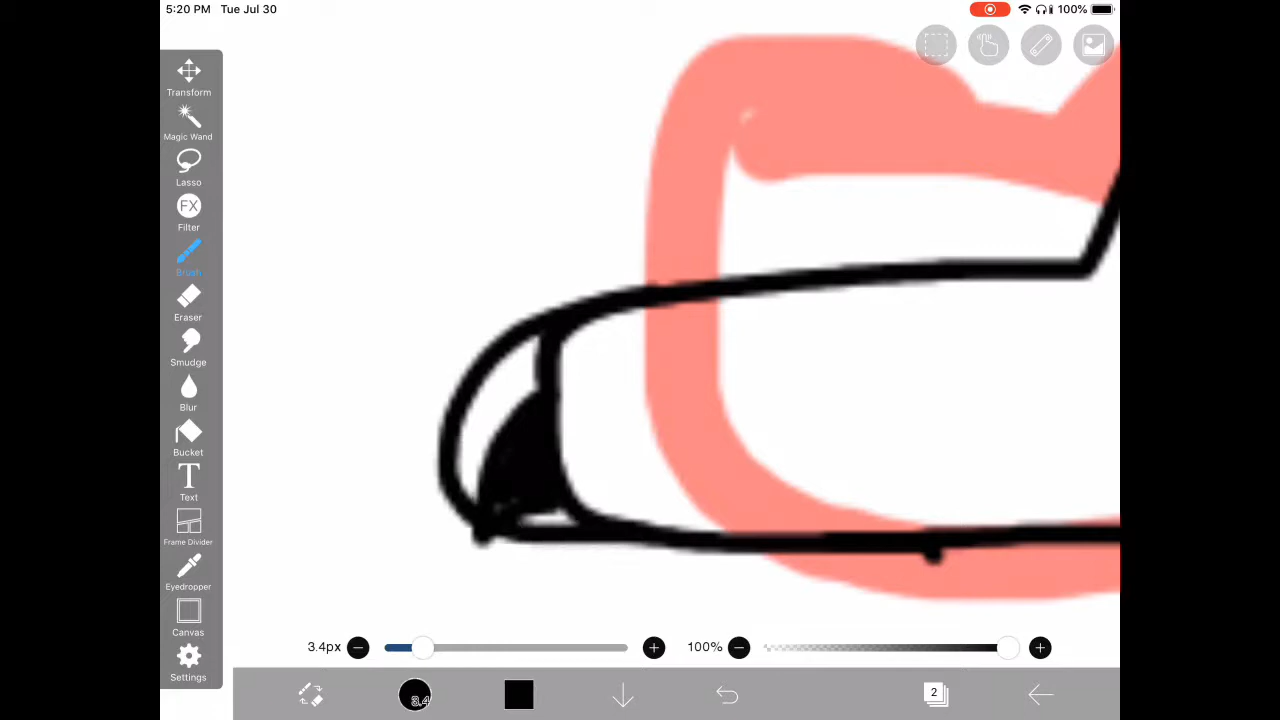 5:20 PM Tue Jul 30
100%
Transform
Magic Wand
Lasso
FX
Filter
Brush
Eraser
Smudge
Blur
Bucket
T
Text
Frame Divider
Eyedropper
Canvas
Settings
3.4px
100%
3.4
2